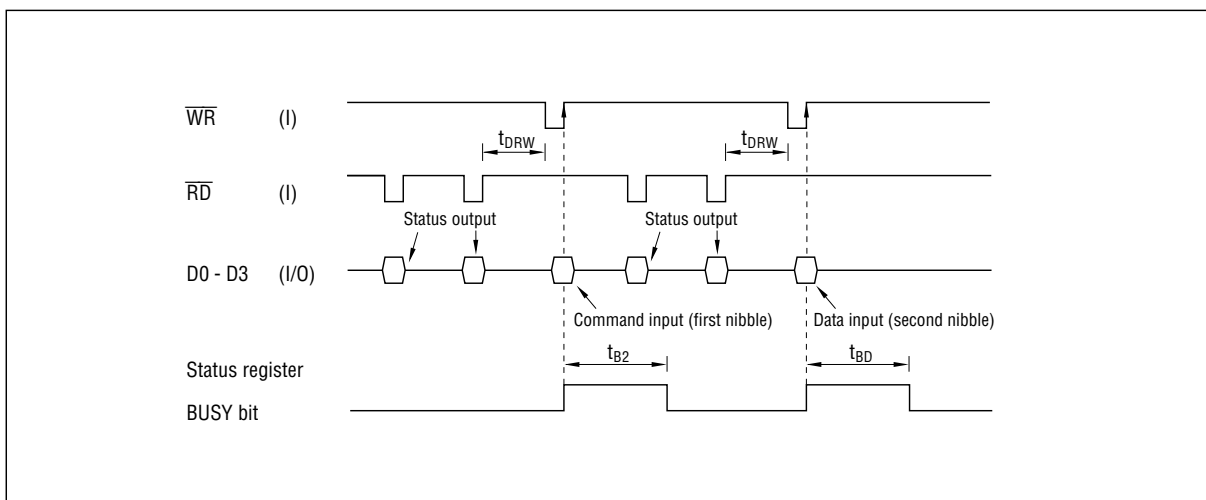 WR (I)
tDRW tDRW
RD (I)
Status output Status output
D0 - D3 (I/O)
Command input (first nibble) Data input (second nibble)
tB2 tBD
Status register
BUSY bit